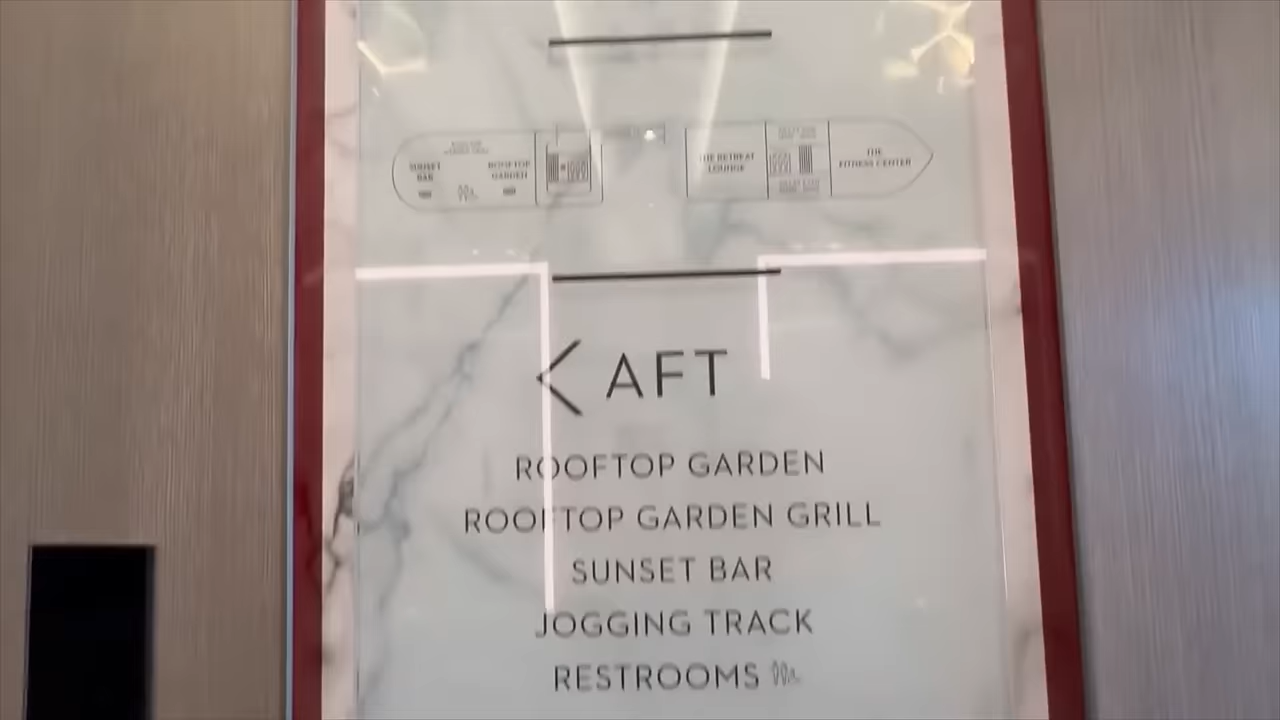 SUNSET BAR
ROOFTOP GARDEN
THE RETREAT LOUNGE
THE FITNESS CENTER
< AFT
ROOFTOP GARDEN
ROOFTOP GARDEN GRILL
SUNSET BAR
JOGGING TRACK
RESTROOMS